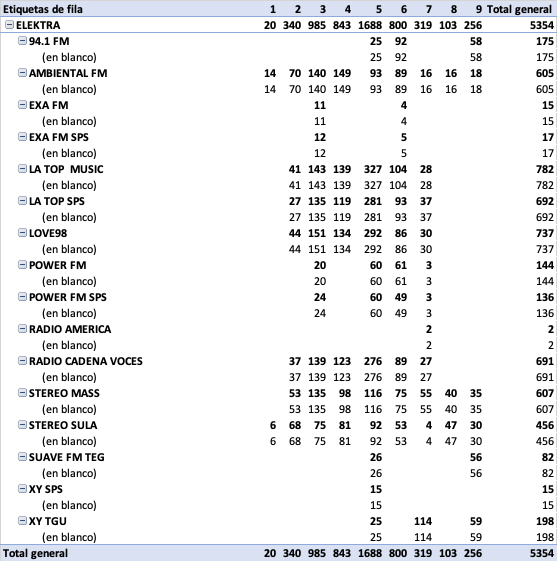 Etiquetas de fila 1 2 3 4 5 6 7 8 9 Total general
ELEKTRA 20 340 985 843 1688 800 319 103 256 5354
94.1 FM 25 92 58 175
(en blanco) 25 92 58 175
AMBIENTAL FM 14 70 140 149 93 89 16 16 18 605
(en blanco) 14 70 140 149 93 89 16 16 18 605
EXA FM 11 4 15
(en blanco) 11 4 15
EXA FM SPS 12 5 17
(en blanco) 12 5 17
LA TOP MUSIC 41 143 139 327 104 28 782
(en blanco) 41 143 139 327 104 28 782
LA TOP SPS 27 135 119 281 93 37 692
(en blanco) 27 135 119 281 93 37 692
LOVE98 44 151 134 292 86 30 737
(en blanco) 44 151 134 292 86 30 737
POWER FM 20 60 61 3 144
(en blanco) 20 60 61 3 144
POWER FM SPS 24 60 49 3 136
(en blanco) 24 60 49 3 136
RADIO AMERICA 2 2
(en blanco) 2 2
RADIO CADENA VOCES 37 139 123 276 89 27 691
(en blanco) 37 139 123 276 89 27 691
STEREO MASS 53 135 98 116 75 55 40 35 607
(en blanco) 53 135 98 116 75 55 40 35 607
STEREO SULA 6 68 75 81 92 53 4 47 30 456
(en blanco) 6 68 75 81 92 53 4 47 30 456
SUAVE FM TEG 26 56 82
(en blanco) 26 56 82
XY SPS 15 15
(en blanco) 15 15
XY TGU 25 114 59 198
(en blanco) 25 114 59 198
Total general 20 340 985 843 1688 800 319 103 256 5354